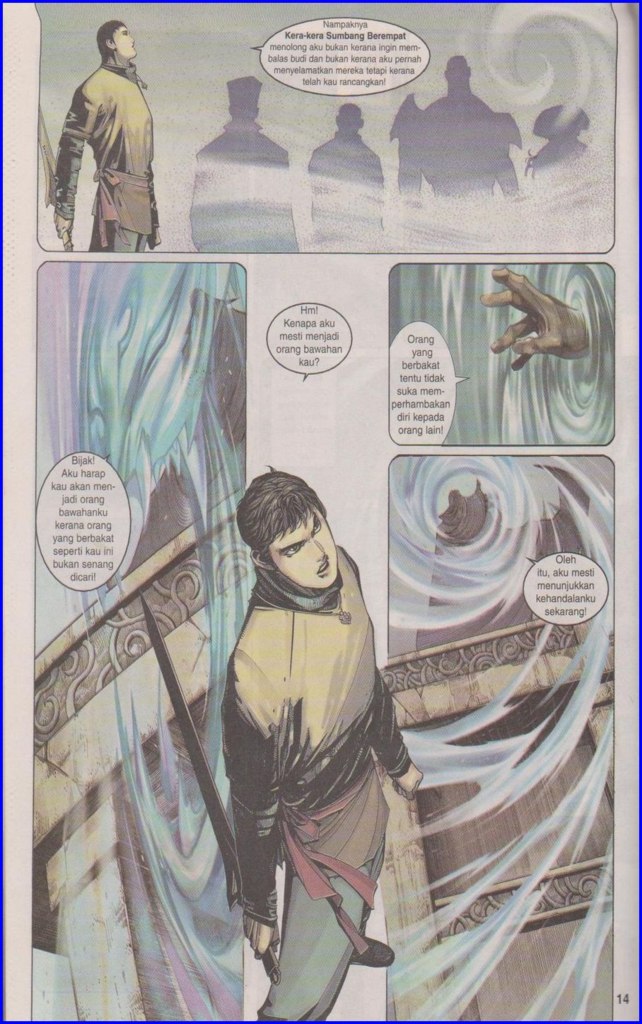 Nampaknya
Kera-kera Sumbang Berempat
menolong aku bukan kerana ingin mem-
balas budi dan bukan kerana aku pernah
menyelamatkan mereka tetapi kerana
telah kau rancangkan!
Bijak!
Aku harap
kau akan men-
jadi orang
bawahanku
kerana orang
yang berbakat
seperti kau ini
bukan senang
dicari!
Hm!
Kenapa aku
mesti menjadi
orang bawahan
kau?
Orang
yang
berbakat
tentu tidak
suka mem-
perhambakan
diri kepada
orang lain!
Oleh
itu, aku mesti
menunjukkan
kehandalanku
sekarang!
14